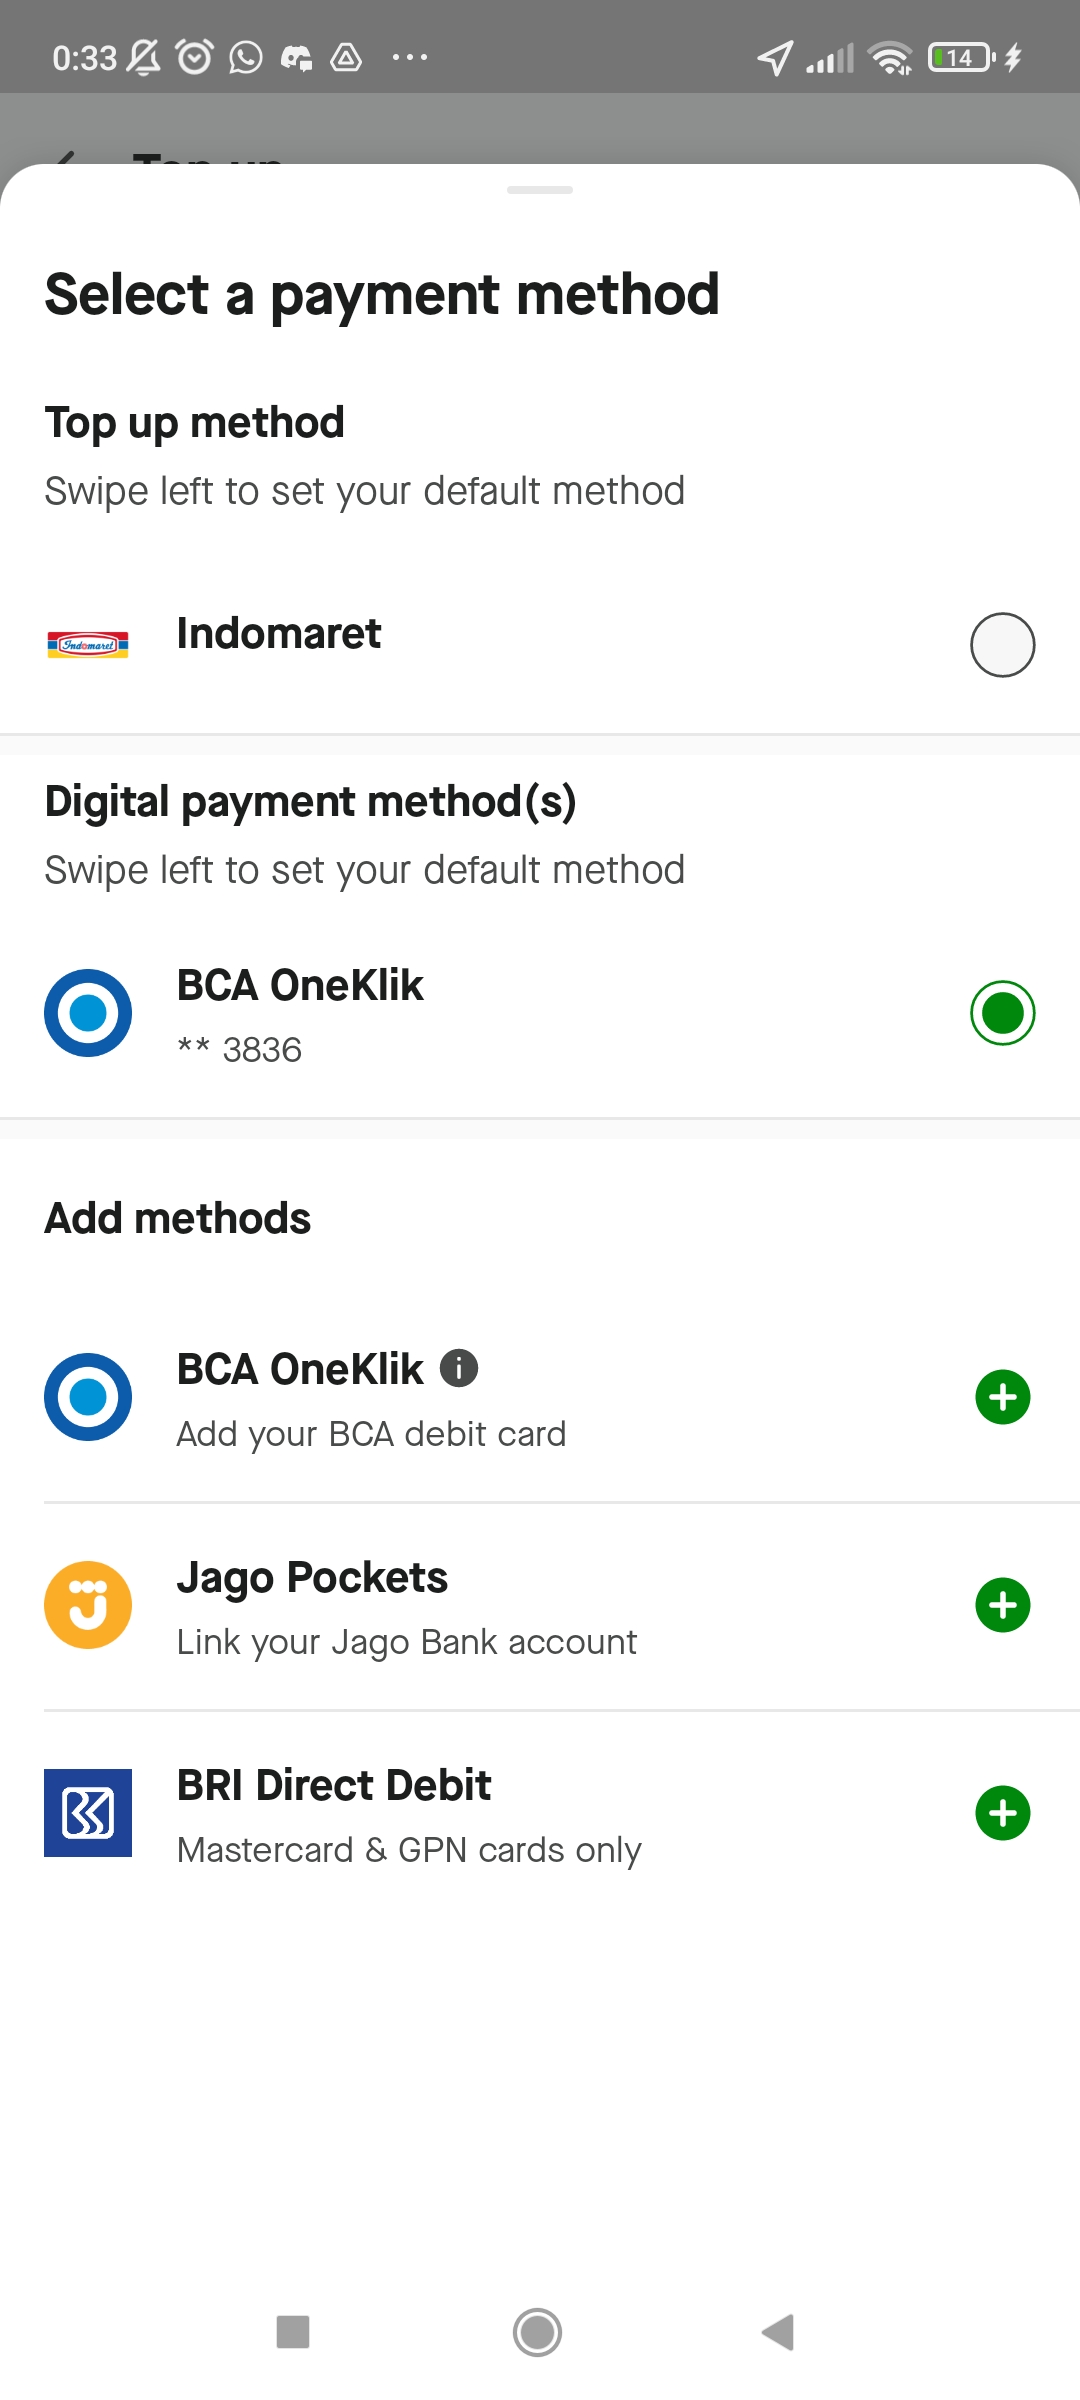 0:33
14
Select a payment method
Top up method
Swipe left to set your default method
Indomaret
Indomaret
Digital payment method(s)
Swipe left to set your default method
BCA OneKlik
** 3836
Add methods
BCA OneKlik
Add your BCA debit card
Jago Pockets
Link your Jago Bank account
BRI Direct Debit
Mastercard & GPN cards only